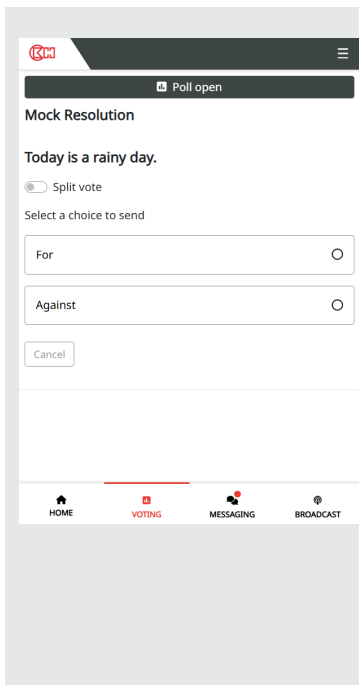 Poll open
Mock Resolution
Today is a rainy day.
Split vote
Select a choice to send
For
Against
Cancel
HOME VOTING MESSAGING BROADCAST